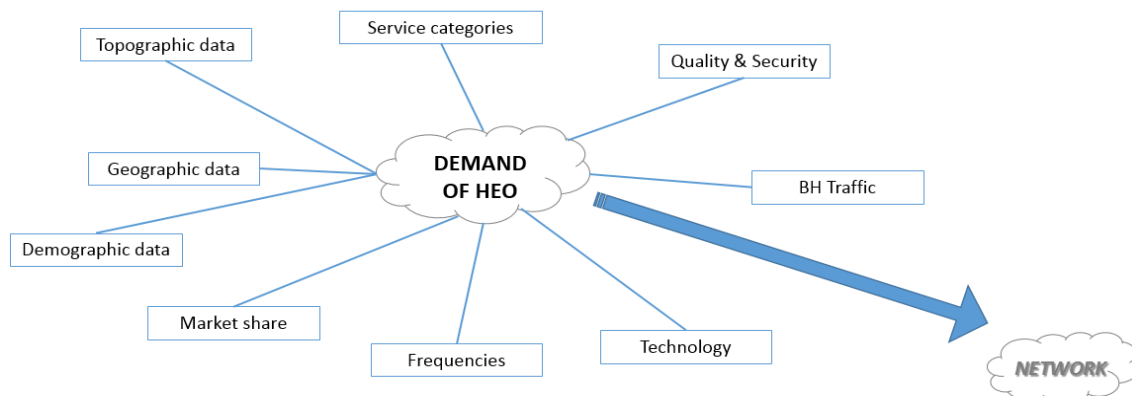 Service categories
Topographic data
Quality & Security
DEMAND
OF HEO
Geographic data
BH Traffic
Demographic data
Market share
Technology
Frequencies
NETWORK